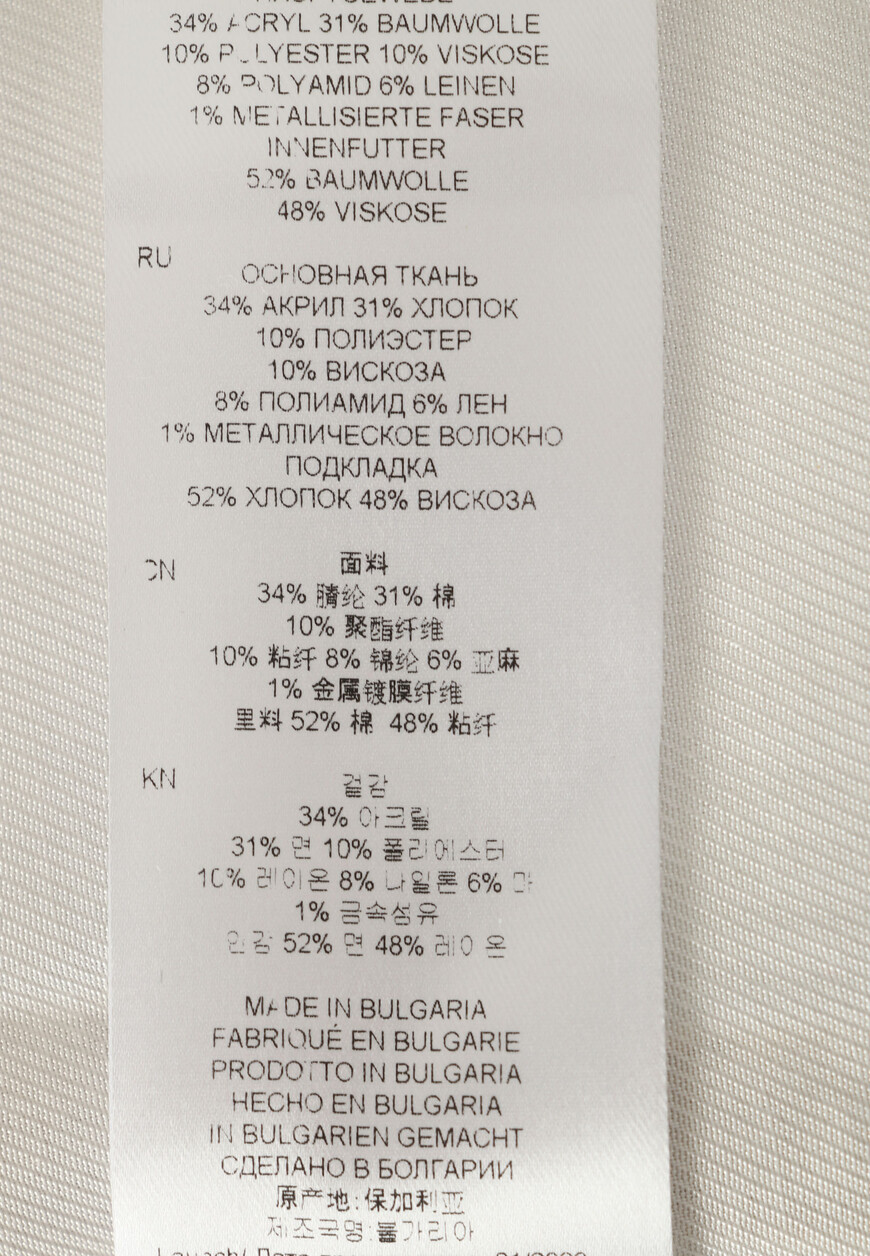 34% ACRYL 31% BAUMWOLLE
10% POLYESTER 10% VISKOSE
8% POLYAMID 6% LEINEN
1% METALLISIERTE FASER
INNENFUTTER
52% BAUMWOLLE
48% VISKOSE
RU
ОСНОВНАЯ ТКАНЬ
34% АКРИЛ 31% ХЛОПОК
10% ПОЛИЭСТЕР
10% ВИСКОЗА
8% ПОЛИАМИД 6% ЛЕН
1% МЕТАЛЛИЧЕСКОЕ ВОЛОКНО
ПОДКЛАДКА
52% ХЛОПОК 48% ВИСКОЗА
CN
面料
34% 腈纶 31% 棉
10% 聚酯纤维
10% 粘纤 8% 锦纶 6% 亚麻
1% 金属镀膜纤维
里料 52% 棉 48% 粘纤
KN
겉감
34% 아크릴
31% 면 10% 폴리에스터
10% 레이온 8% 나일론 6% 마
1% 금속섬유
안감 52% 면 48% 레이온
MADE IN BULGARIA
FABRIQUÉ EN BULGARIE
PRODOTTO IN BULGARIA
HECHO EN BULGARIA
IN BULGARIEN GEMACHT
СДЕЛАНО В БОЛГАРИИ
原产地:保加利亚
제조국명:불가리아